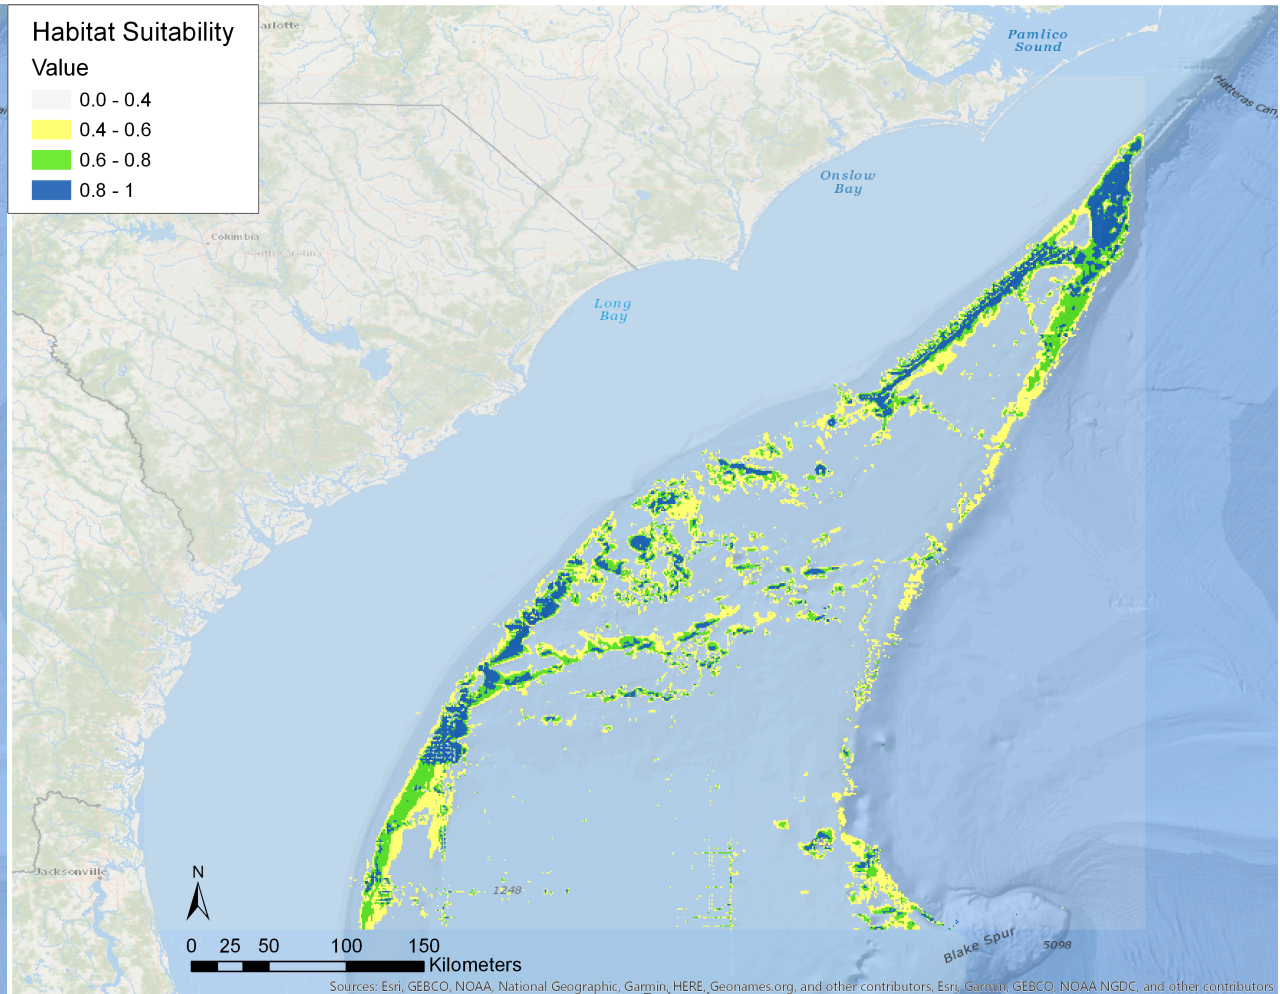 Habitat Suitability
Value
0.0 - 0.4
0.4 - 0.6
0.6 - 0.8
0.8 - 1
arlotte
Pamlico
Sound
Hatteras Can
Onslow
Bay
Columbia
South Carolina
Long
Bay
Jacksonville
N
1248
0 25 50 100 150
Kilometers
Blake Spur
5098
Sources: Esri, GEBCO, NOAA, National Geographic, Garmin, HERE, Geonames.org, and other contributors, Esri, Garmin, GEBCO, NOAA NGDC, and other contributors